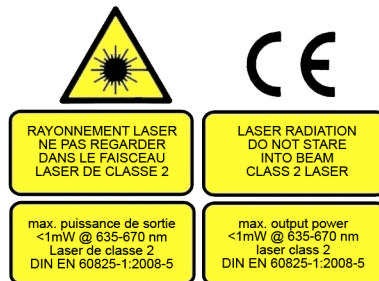 CE
RAYONNEMENT LASER
NE PAS REGARDER
DANS LE FAISCEAU
LASER DE CLASSE 2
LASER RADIATION
DO NOT STARE
INTO BEAM
CLASS 2 LASER
max. puissance de sortie
<1mW @ 635-670 nm
Laser de classe 2
DIN EN 60825-1:2008-5
max. output power
<1mW @ 635-670 nm
laser class 2
DIN EN 60825-1:2008-5